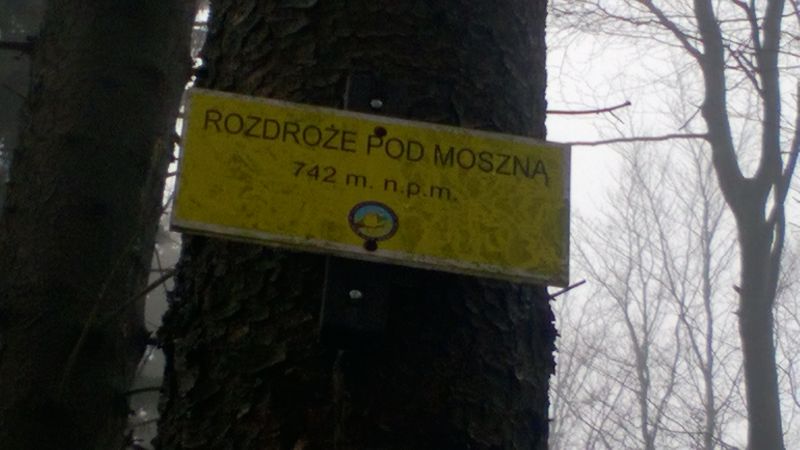 ROZDROŻE POD MOSZNĄ
742 m. n.p.m.